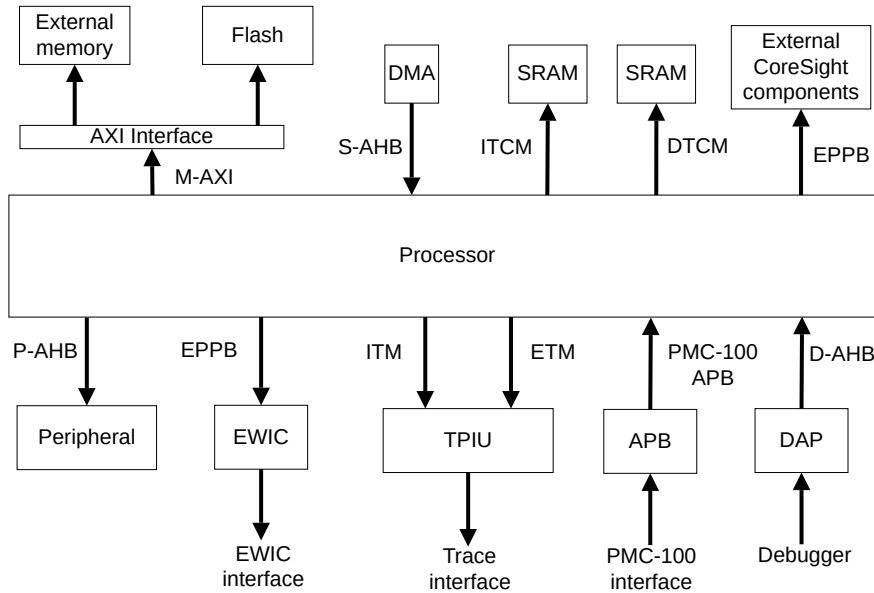 External
memory
Flash
DMA
SRAM
SRAM
External
CoreSight
components
AXI Interface
M-AXI
S-AHB
ITCM
DTCM
EPPB
Processor
P-AHB
EPPB
ITM
ETM
PMC-100
APB
D-AHB
Peripheral
EWIC
TPIU
APB
DAP
EWIC
interface
Trace
interface
PMC-100
interface
Debugger